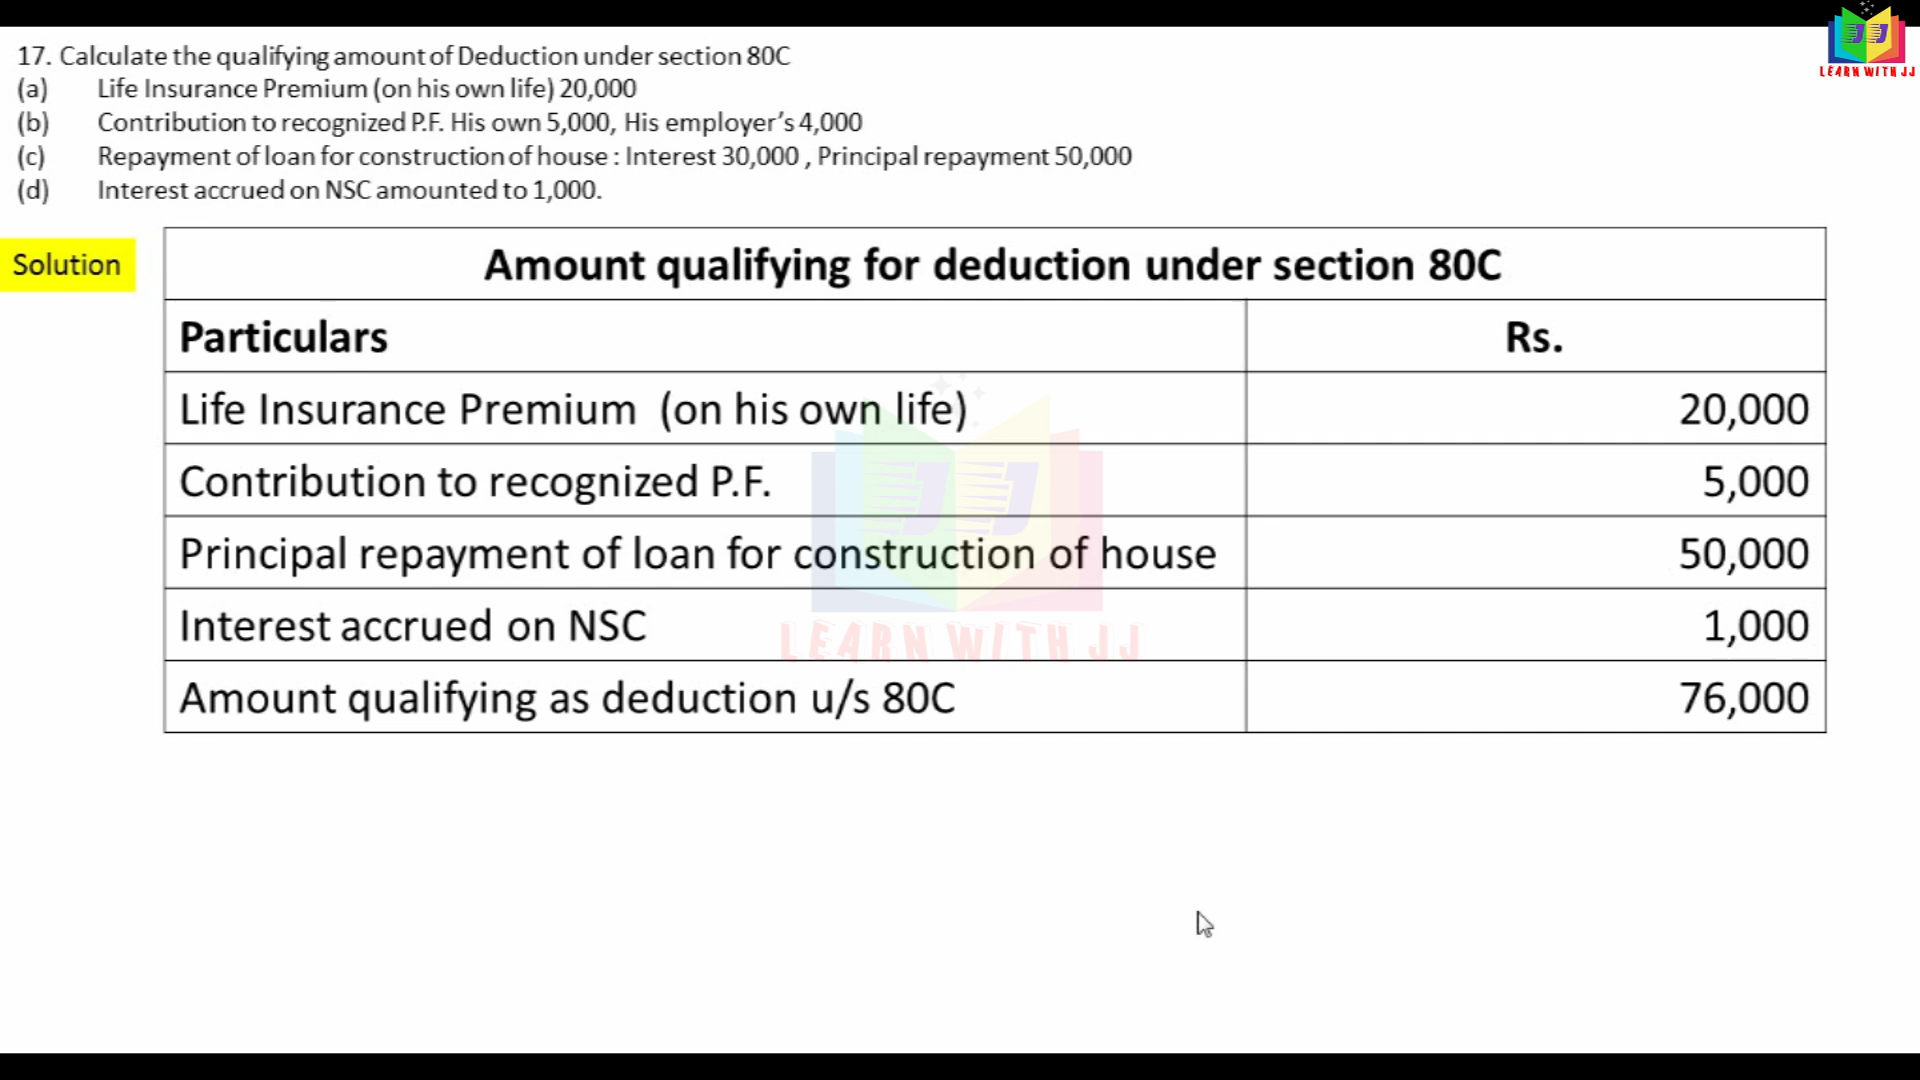 LEARN WITH JJ
17. Calculate the qualifying amount of Deduction under section 80C
(a) Life Insurance Premium (on his own life) 20,000
(b) Contribution to recognized P.F. His own 5,000, His employer's 4,000
(c) Repayment of loan for construction of house : Interest 30,000 , Principal repayment 50,000
(d) Interest accrued on NSC amounted to 1,000.
Solution
Amount qualifying for deduction under section 80C
Particulars Rs.
Life Insurance Premium (on his own life) 20,000
Contribution to recognized P.F. 5,000
Principal repayment of loan for construction of house 50,000
Interest accrued on NSC 1,000
LEARN WITH JJ
Amount qualifying as deduction u/s 80C 76,000